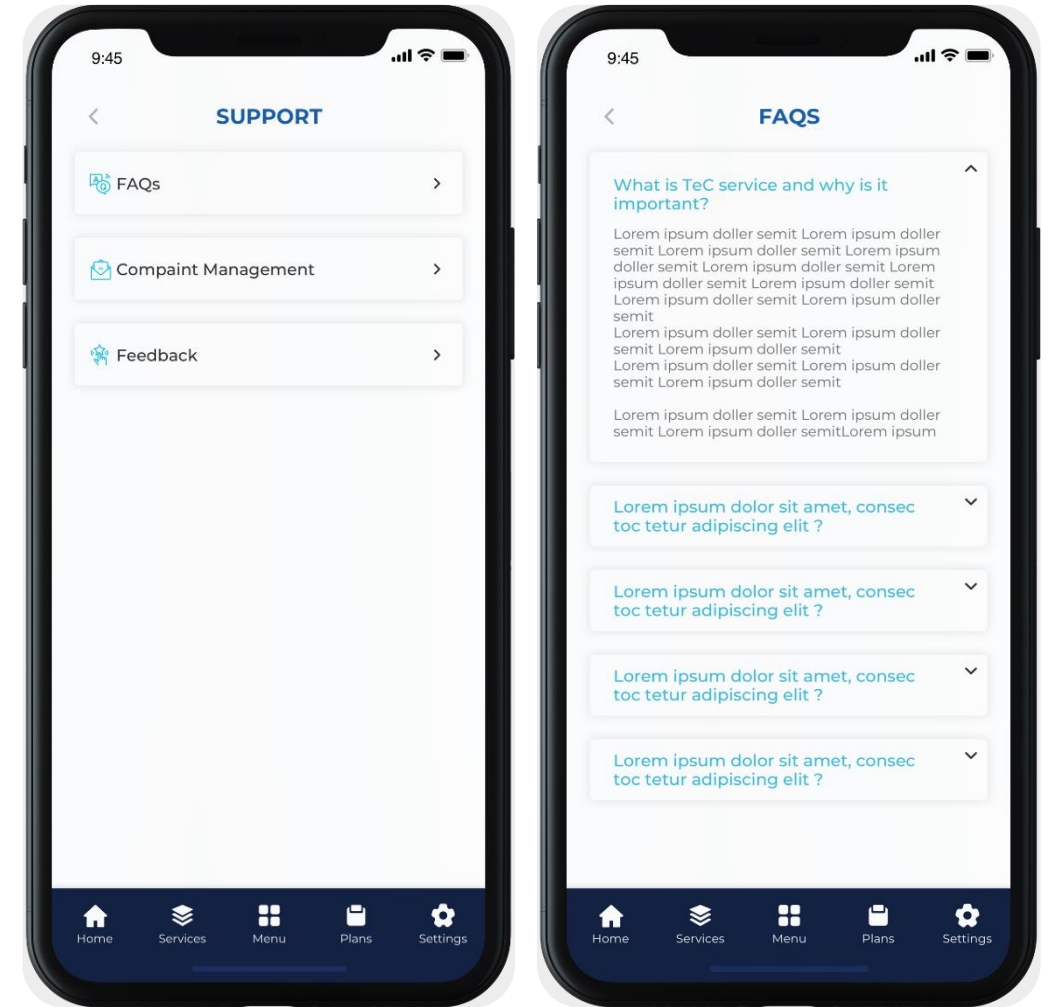 9:45
SUPPORT
FAQs
Compaint Management
Feedback
Home
Services
Menu
Plans
Settings
9:45
FAQS
What is TeC service and why is it
important?
Lorem ipsum doller semit Lorem ipsum doller
semit Lorem ipsum doller semit Lorem ipsum
doller semit Lorem ipsum doller semit Lorem
ipsum doller semit Lorem ipsum doller semit
Lorem ipsum doller semit Lorem ipsum doller
semit
Lorem ipsum doller semit Lorem ipsum doller
semit Lorem ipsum doller semit
Lorem ipsum doller semit Lorem ipsum doller
semit Lorem ipsum doller semit
Lorem ipsum doller semit Lorem ipsum doller
semit Lorem ipsum doller semitLorem ipsum
Lorem ipsum dolor sit amet, consec
toc tetur adipiscing elit ?
Lorem ipsum dolor sit amet, consec
toc tetur adipiscing elit ?
Lorem ipsum dolor sit amet, consec
toc tetur adipiscing elit ?
Lorem ipsum dolor sit amet, consec
toc tetur adipiscing elit ?
Home
Services
Menu
Plans
Settings